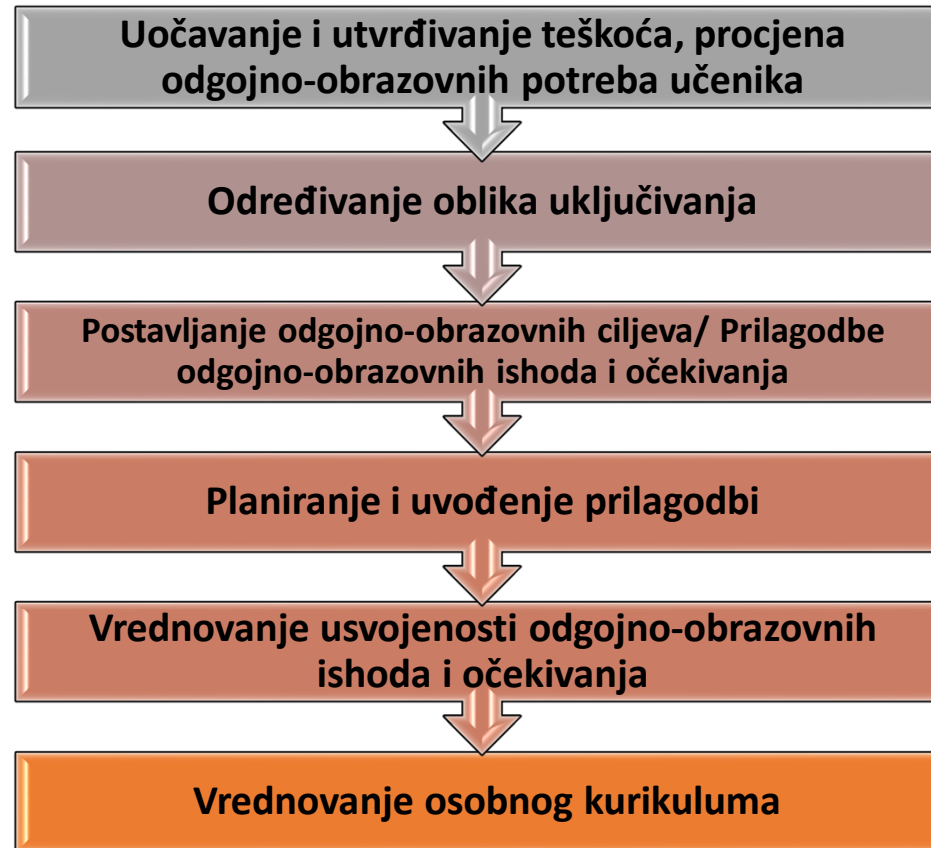 Uočavanje i utvrđivanje teškoća, procjena
odgojno-obrazovnih potreba učenika
Određivanje oblika uključivanja
Postavljanje odgojno-obrazovnih ciljeva/ Prilagodbe
odgojno-obrazovnih ishoda i očekivanja
Planiranje i uvođenje prilagodbi
Vrednovanje usvojenosti odgojno-obrazovnih
ishoda i očekivanja
Vrednovanje osobnog kurikuluma